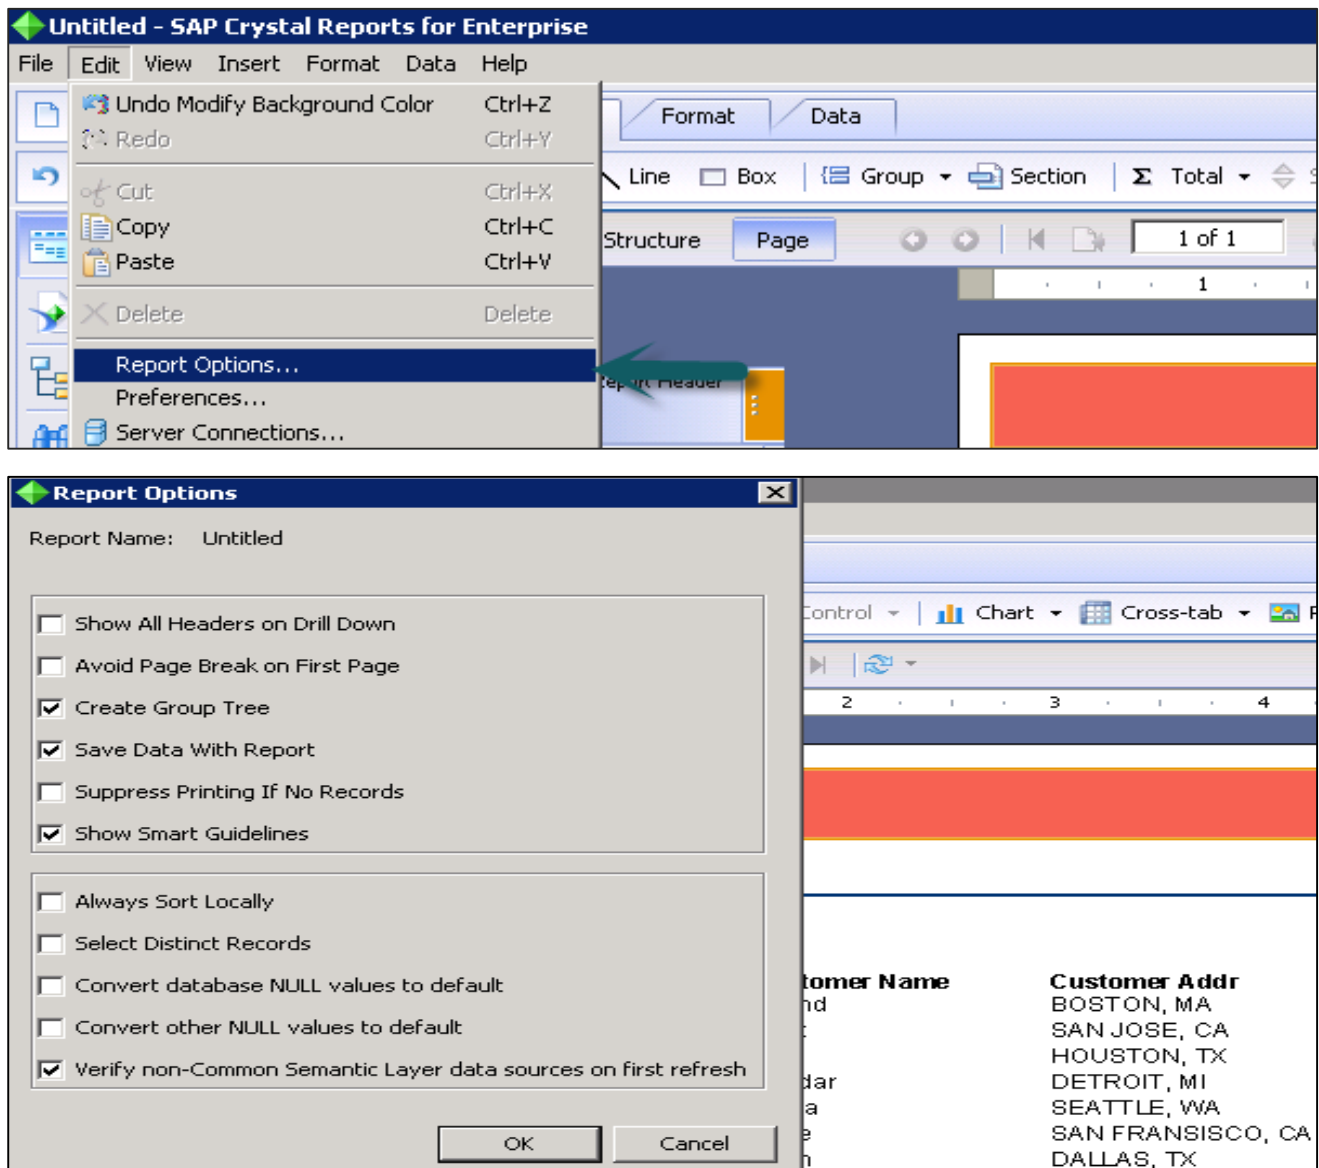 Untitled - SAP Crystal Reports for Enterprise
File Edit View Insert Format Data Help
Undo Modify Background Color Ctrl+Z
Redo Ctrl+Y
Cut Ctrl+X
Copy Ctrl+C
Paste Ctrl+V
Delete Delete
Report Options...
Preferences...
Server Connections...
Format Data
Line Box Group Section Σ Total
Structure Page 1 of 1
1
Header
Report Options
Report Name: Untitled
Show All Headers on Drill Down
Avoid Page Break on First Page
Create Group Tree
Save Data With Report
Suppress Printing If No Records
Show Smart Guidelines
Always Sort Locally
Select Distinct Records
Convert database NULL values to default
Convert other NULL values to default
Verify non-Common Semantic Layer data sources on first refresh
OK Cancel
Control Chart Cross-tab
2 3 4
tomer Name Customer Addr
BOSTON, MA
SAN JOSE, CA
HOUSTON, TX
dar DETROIT, MI
a SEATTLE, WA
SAN FRANSISCO, CA
DALLAS, TX